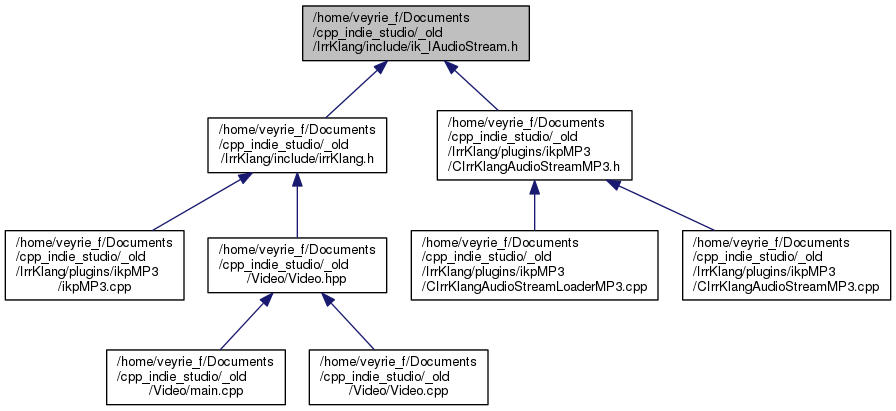 /home/veyrie_f/Documents
/cpp_indie_studio/_old
/IrrKlang/include/ik_IAudioStream.h
/home/veyrie_f/Documents
/cpp_indie_studio/_old
/IrrKlang/include/irrKlang.h
/home/veyrie_f/Documents
/cpp_indie_studio/_old
/IrrKlang/plugins/ikpMP3
/CIrrKlangAudioStreamMP3.h
/home/veyrie_f/Documents
/cpp_indie_studio/_old
/IrrKlang/plugins/ikpMP3
/ikpMP3.cpp
/home/veyrie_f/Documents
/cpp_indie_studio/_old
/Video/Video.hpp
/home/veyrie_f/Documents
/cpp_indie_studio/_old
/IrrKlang/plugins/ikpMP3
/CIrrKlangAudioStreamLoaderMP3.cpp
/home/veyrie_f/Documents
/cpp_indie_studio/_old
/IrrKlang/plugins/ikpMP3
/CIrrKlangAudioStreamMP3.cpp
/home/veyrie_f/Documents
/cpp_indie_studio/_old
/Video/main.cpp
/home/veyrie_f/Documents
/cpp_indie_studio/_old
/Video/Video.cpp